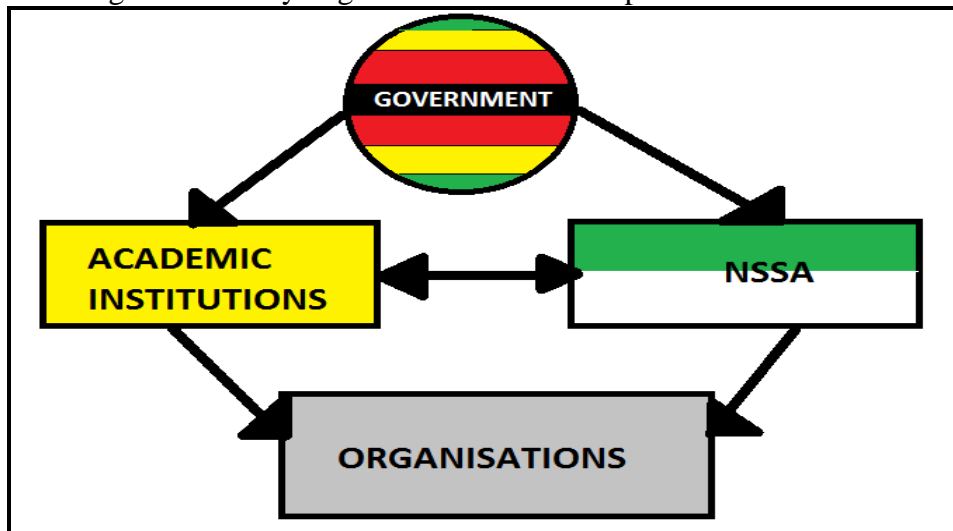 GOVERNMENT
ACADEMIC
INSTITUTIONS
NSSA
ORGANISATIONS